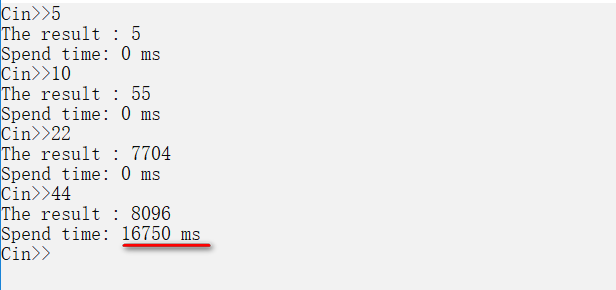 Cin>>5
The result : 5
Spend time: 0 ms
Cin>>10
The result : 55
Spend time: 0 ms
Cin>>22
The result : 7704
Spend time: 0 ms
Cin>>44
The result : 8096
Spend time: 16750 ms
Cin>>